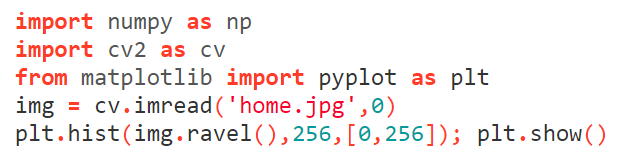 import numpy as np
import cv2 as cv
from matplotlib import pyplot as plt
img = cv.imread('home.jpg',0)
plt.hist(img.ravel(),256,[0,256]); plt.show()